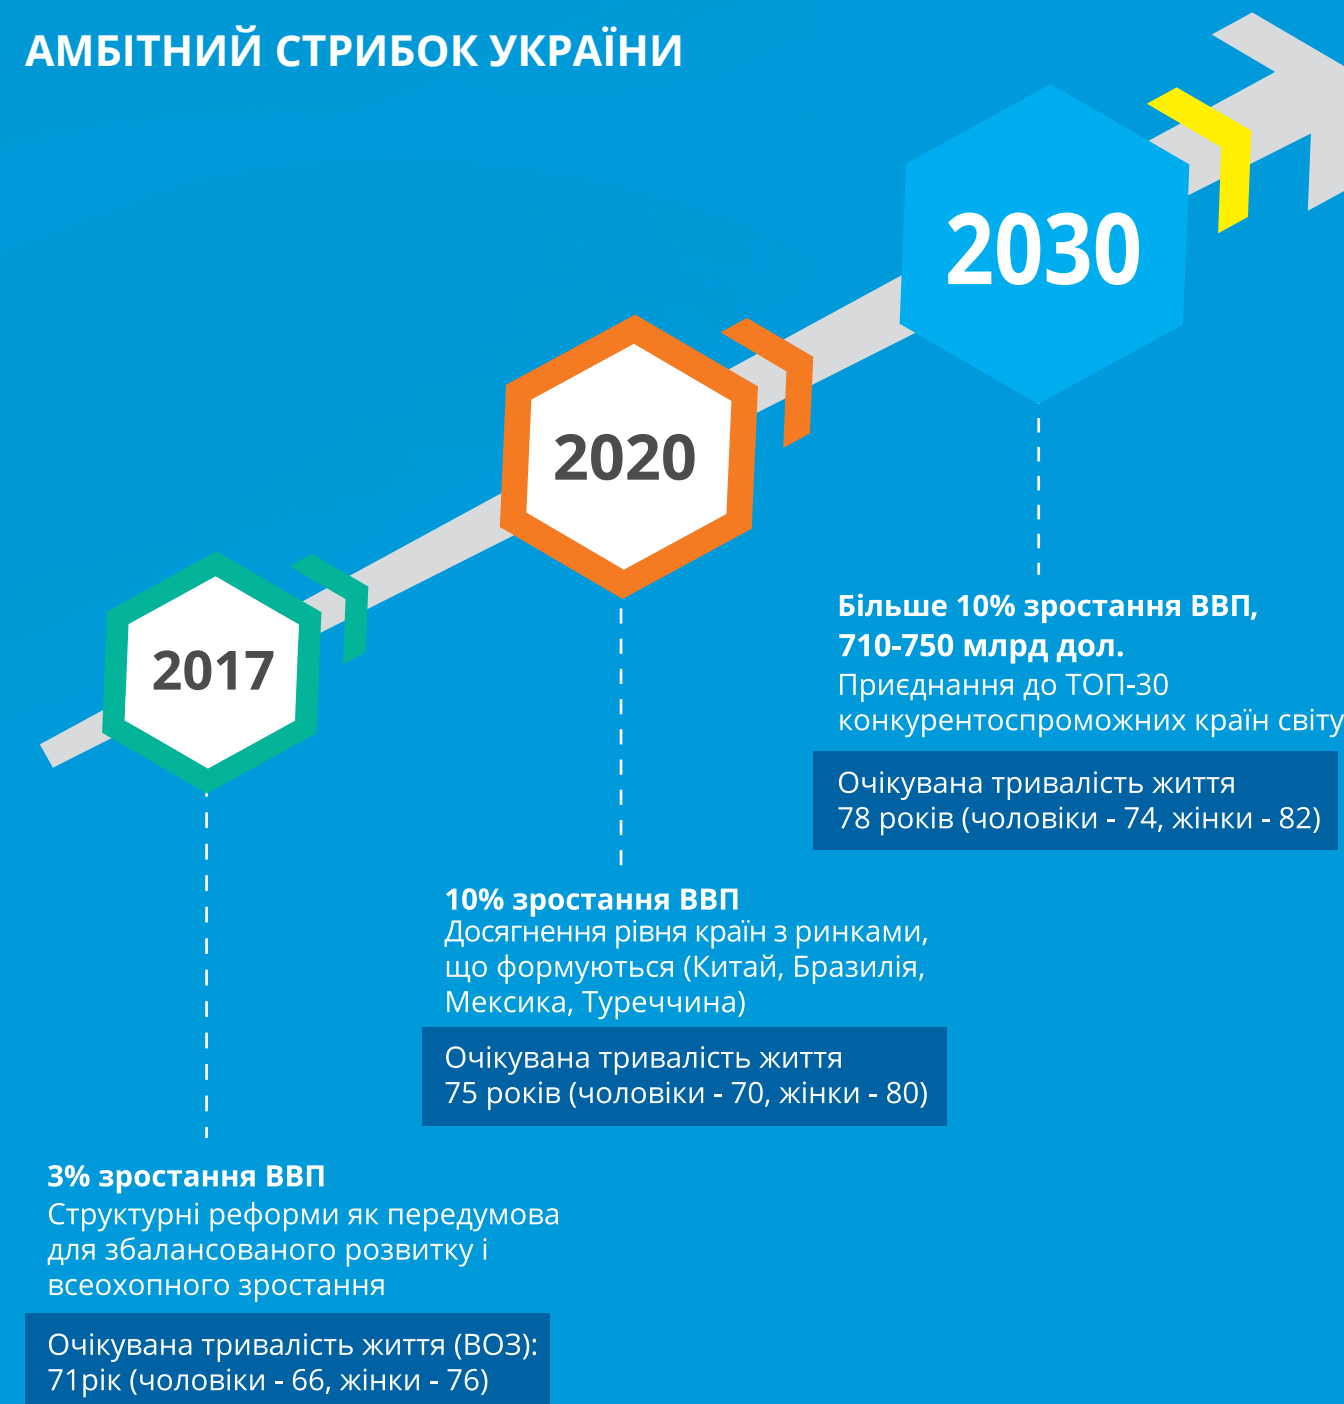 АМБІТНИЙ СТРИБОК УКРАЇНИ
2030
2020
2017
Більше 10% зростання ВВП,
710-750 млрд дол.
Приєднання до ТОП-30
конкурентоспроможних країн світу
Очікувана тривалість життя
78 років (чоловіки - 74, жінки - 82)
10% зростання ВВП
Досягнення рівня країн з ринками,
що формуються (Китай, Бразилія,
Мексика, Туреччина)
Очікувана тривалість життя
75 років (чоловіки - 70, жінки - 80)
3% зростання ВВП
Структурні реформи як передумова
для збалансованого розвитку і
всеохопного зростання
Очікувана тривалість життя (ВОЗ):
71рік (чоловіки - 66, жінки - 76)